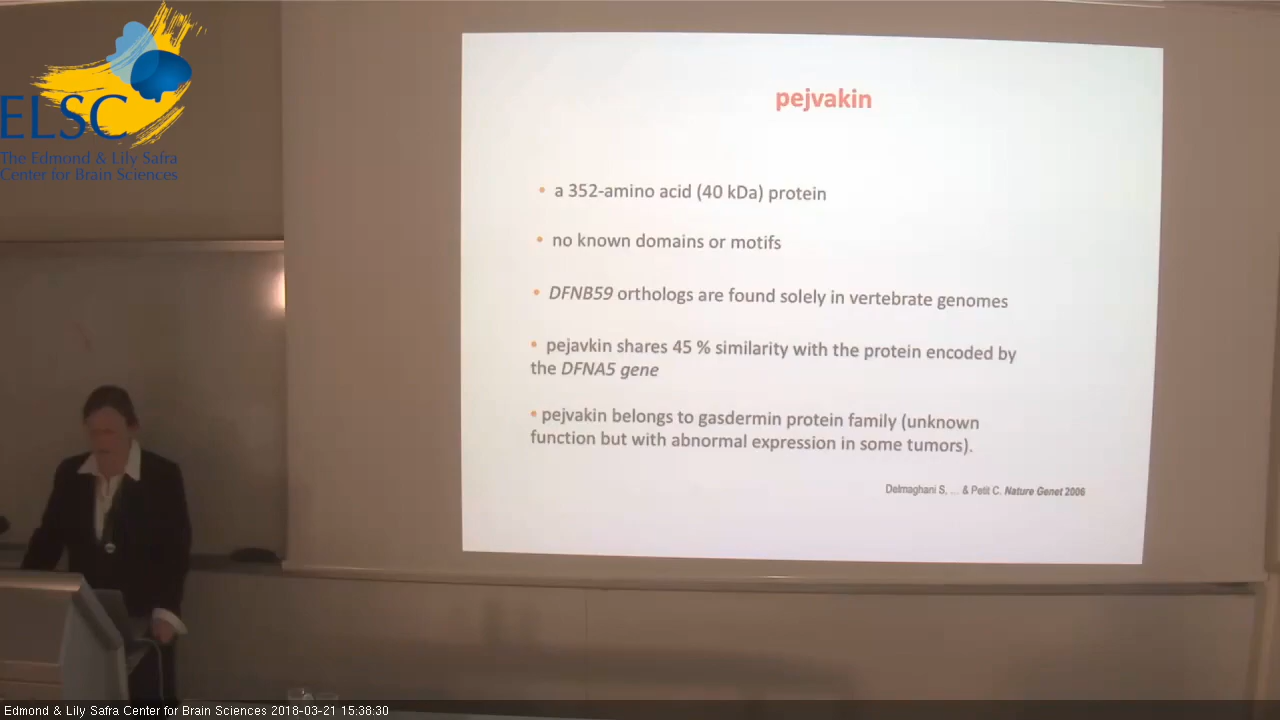 ELSC
The Edmond & Lily Safra
Center for Brain Sciences
pejvakin
• a 352-amino acid (40 kDa) protein
• no known domains or motifs
• DFNB59 orthologs are found solely in vertebrate genomes
• pejavkin shares 45 % similarity with the protein encoded by
the DFNA5 gene
• pejvakin belongs to gasdermin protein family (unknown
function but with abnormal expression in some tumors).
Delmaghani S, ... & Petit C. Nature Genet 2006
Edmond & Lily Safra Center for Brain Sciences 2018-03-21 15:38:30